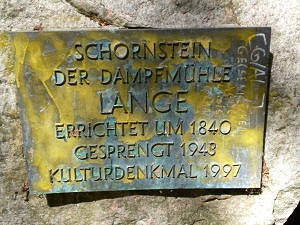 SCHORNSTEIN
DER DAMPFMÜHLE
LANGE
ERRICHTET UM 1840
GESPRENGT 1943
KULTURDENKMAL 1997